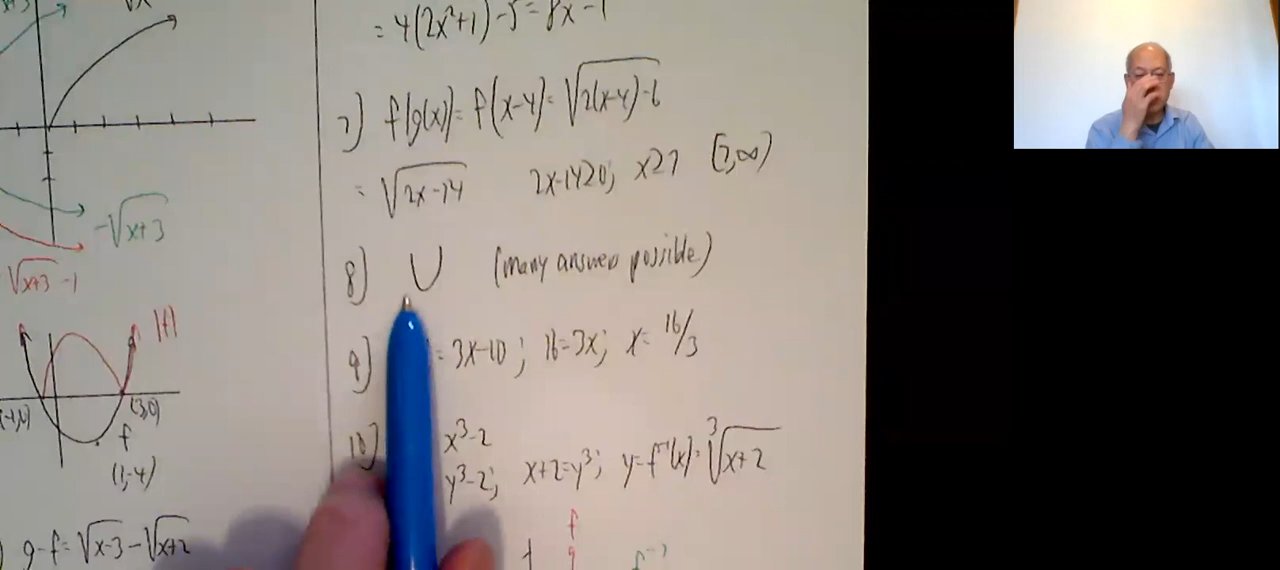 = 4(2x²+1)-5 = 8x-1
7) f(g(x)) = f(x-4) = √2(x-4)-6
= √2x-14 2x-14≥0; x≥7 [7,∞)
-√x+3
√x+3 -1
8) U (many answers possible)
|f|
9) = 3x-10; 16=3x; x= 16/3
(3,0)
f
(1,-4)
10) x³-2
y³-2; x+2=y³; y=f⁻¹(x)=³√x+2
g-f = √x-3 - √x+2
f
g
f⁻¹